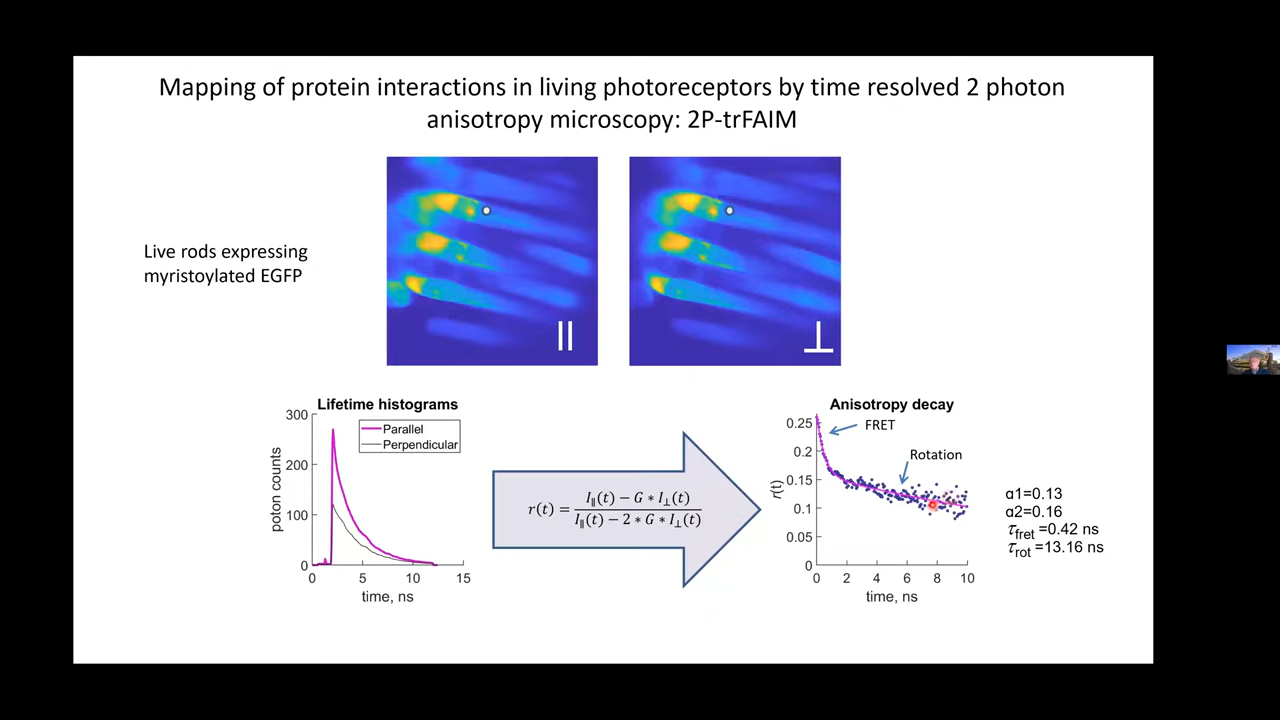 Mapping of protein interactions in living photoreceptors by time resolved 2 photon
anisotropy microscopy: 2P-trFAIM
Live rods expressing
myristoylated EGFP
||
⊥
Lifetime histograms
300
200
100
0
poton counts
Parallel
Perpendicular
0 5 10 15
time, ns
r(t) = (I∥(t) − G ∗ I⊥(t)) / (I∥(t) − 2 ∗ G ∗ I⊥(t))
Anisotropy decay
0.25
0.2
0.15
0.1
0.05
0
r(t)
FRET
Rotation
0 2 4 6 8 10
time, ns
α1=0.13
α2=0.16
τfret =0.42 ns
τrot =13.16 ns